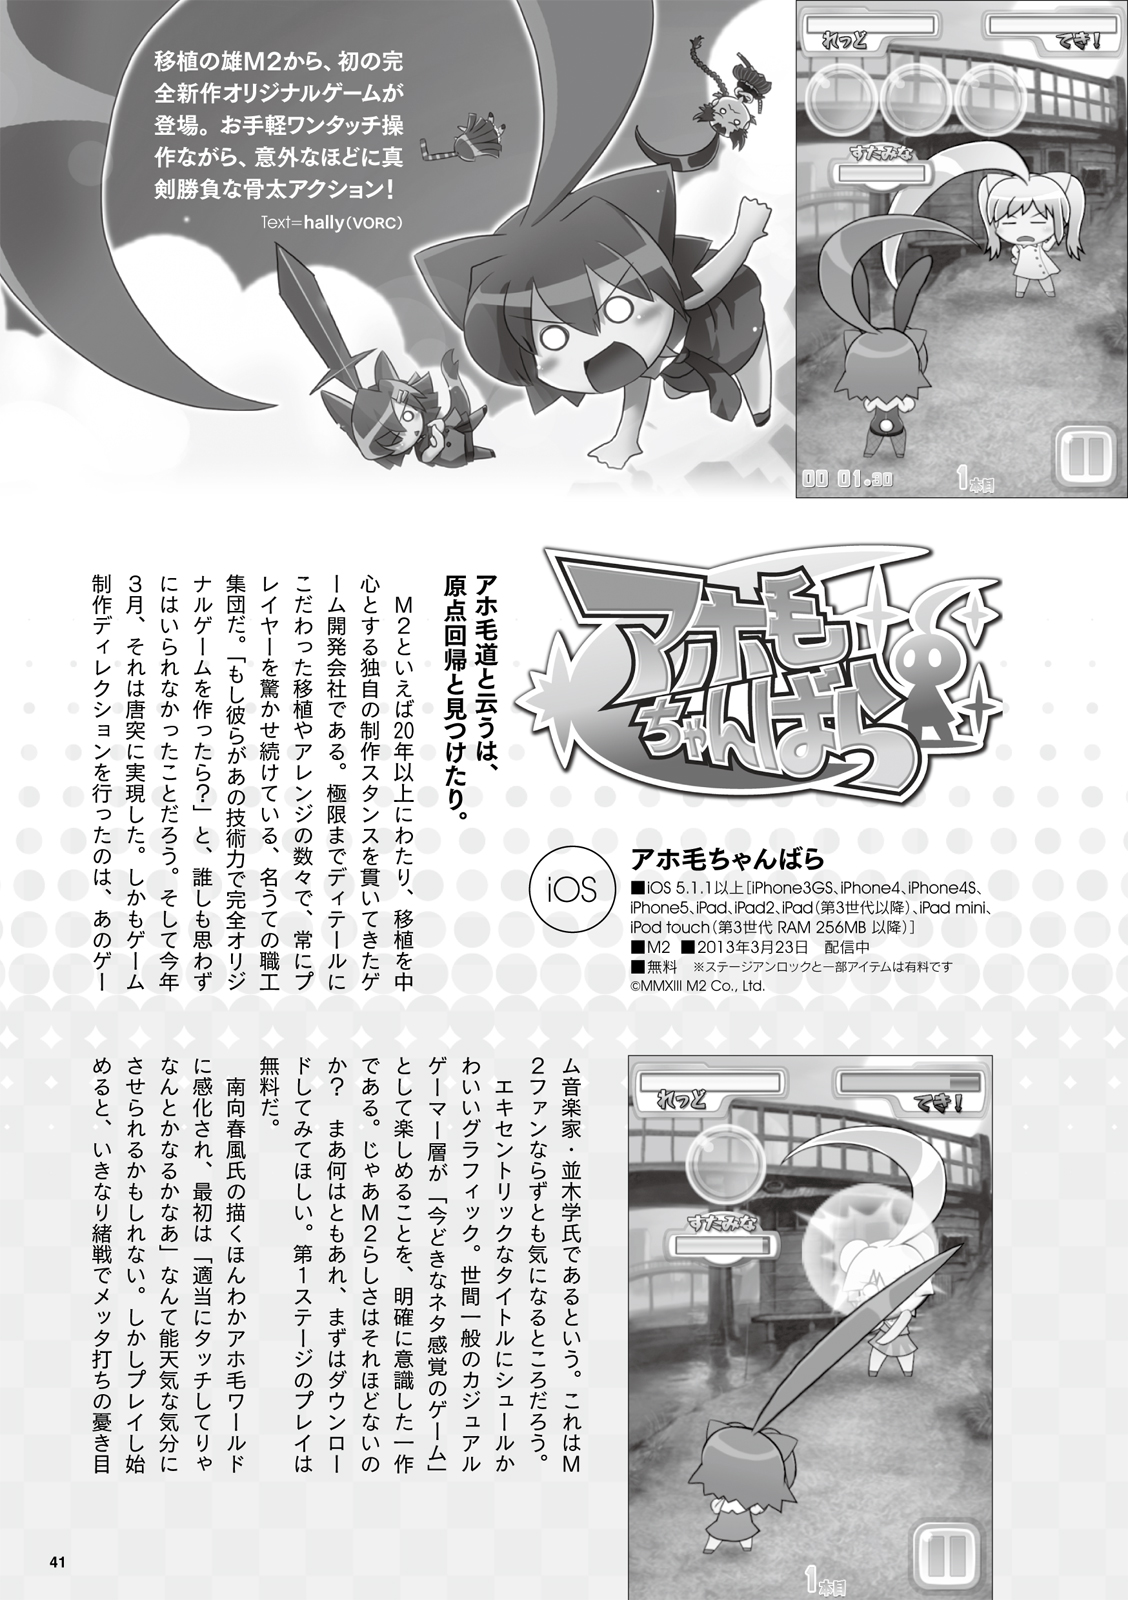 移植の雄M2から、初の完
全新作オリジナルゲームが
登場。お手軽ワンタッチ操
作ながら、意外なほどに真
剣勝負な骨太アクション！
Text=hally（VORC）
れっど
てき！
すたみな
00 01.30
1本目
アホ毛
ちゃんばら
アホ毛道と云うは、
原点回帰と見つけたり。
M2といえば20年以上にわたり、移植を中
心とする独自の制作スタンスを貫いてきたゲ
ーム開発会社である。極限までディテールに
こだわった移植やアレンジの数々で、常にプ
レイヤーを驚かせ続けている、名うての職工
集団だ。「もし彼らがあの技術力で完全オリジ
ナルゲームを作ったら？」と、誰しも思わず
にはいられなかったことだろう。そして今年
3月、それは唐突に実現した。しかもゲーム
制作ディレクションを行ったのは、あのゲー
iOS
アホ毛ちゃんばら
■iOS 5.1.1以上［iPhone3GS、iPhone4、iPhone4S、
iPhone5、iPad、iPad2、iPad（第3世代以降）、iPad mini、
iPod touch（第3世代 RAM 256MB 以降）］
■M2 ■2013年3月23日　配信中
■無料　※ステージアンロックと一部アイテムは有料です
©MMXIII M2 Co., Ltd.
ム音楽家・並木学氏であるという。これはM
2ファンならずとも気になるところだろう。
エキセントリックなタイトルにシュールか
わいいグラフィック。世間一般のカジュアル
ゲーマー層が「今どきなネタ感覚のゲーム」
として楽しめることを、明確に意識した一作
である。じゃあM2らしさはそれほどないの
か？　まあ何はともあれ、まずはダウンロー
ドしてみてほしい。第1ステージのプレイは
無料だ。
南向春風氏の描くほんわかアホ毛ワールド
に感化され、最初は「適当にタッチしてりゃ
なんとかなるかなあ」なんて能天気な気分に
させられるかもしれない。しかしプレイし始
めると、いきなり緒戦でメッタ打ちの憂き目
れっど
てき！
すたみな
1本目
41